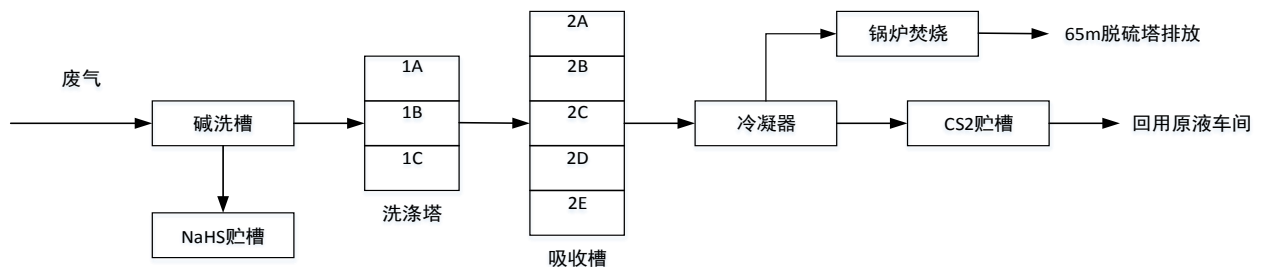 废气
碱洗槽
NaHS贮槽
1A
1B
1C
洗涤塔
2A
2B
2C
2D
2E
吸收槽
冷凝器
锅炉焚烧
65m脱硫塔排放
CS2贮槽
回用原液车间